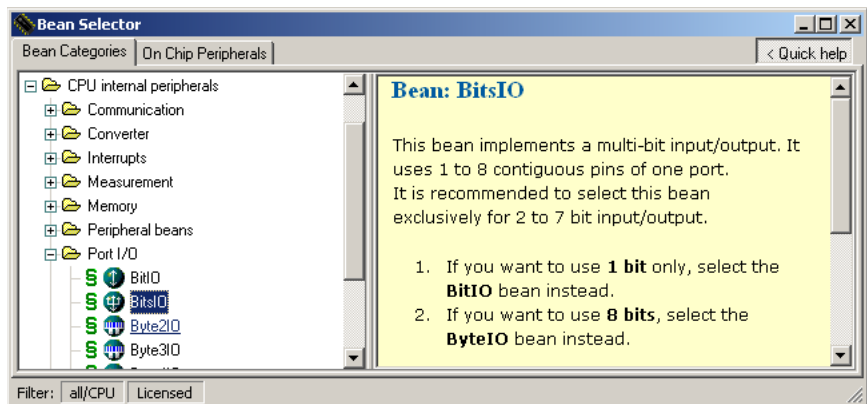 Bean Selector
Bean Categories
On Chip Peripherals
< Quick help
CPU internal peripherals
Communication
Converter
Interrupts
Measurement
Memory
Peripheral beans
Port I/O
BitIO
BitsIO
Byte2IO
Byte3IO
Bean: BitsIO
This bean implements a multi-bit input/output. It
uses 1 to 8 contiguous pins of one port.
It is recommended to select this bean
exclusively for 2 to 7 bit input/output.
1. If you want to use 1 bit only, select the
BitIO bean instead.
2. If you want to use 8 bits, select the
ByteIO bean instead.
Filter: all/CPU Licensed